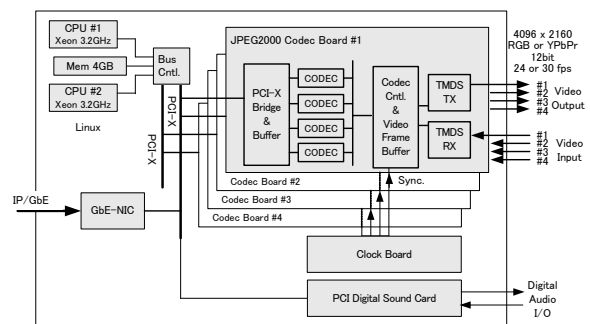 CPU #1
Xeon 3.2GHz
Mem 4GB
CPU #2
Xeon 3.2GHz
Linux
Bus
Cntl.
PCI-X
PCI-X
JPEG2000 Codec Board #1
PCI-X
Bridge
&
Buffer
CODEC
CODEC
CODEC
CODEC
Codec
Cntl.
&
Video
Frame
Buffer
TMDS
TX
TMDS
RX
4096 x 2160
RGB or YPbPr
12bit
24 or 30 fps
#1
#2 Video
#3 Output
#4
#1
#2 Video
#3 Input
#4
Codec Board #2
Sync.
Codec Board #3
Codec Board #4
IP/GbE
GbE-NIC
Clock Board
PCI Digital Sound Card
Digital
Audio
I/O